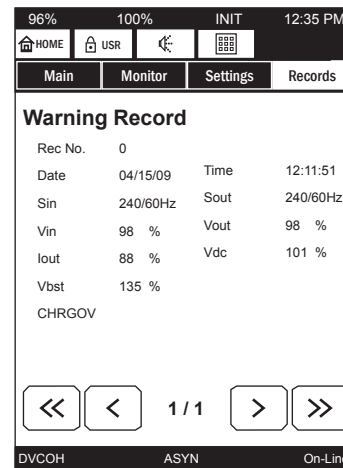 96% 100% INIT 12:35 PM
HOME USR
Main Monitor Settings Records
Warning Record
Rec No. 0
Date 04/15/09 Time 12:11:51
Sin 240/60Hz Sout 240/60Hz
Vin 98 % Vout 98 %
Iout 88 % Vdc 101 %
Vbst 135 %
CHRGOV
<< < 1 / 1 > >>
DVCOH ASYN On-Line